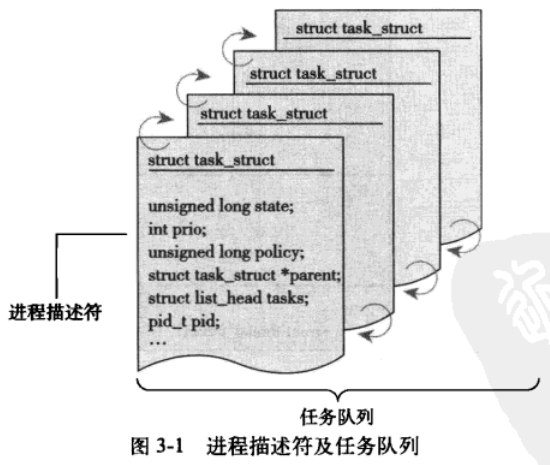 struct task_struct
struct task_struct
struct task_struct
struct task_struct
unsigned long state;
int prio;
unsigned long policy;
struct task_struct *parent;
struct list_head tasks;
pid_t pid;
…
进程描述符
任务队列
图 3-1 进程描述符及任务队列